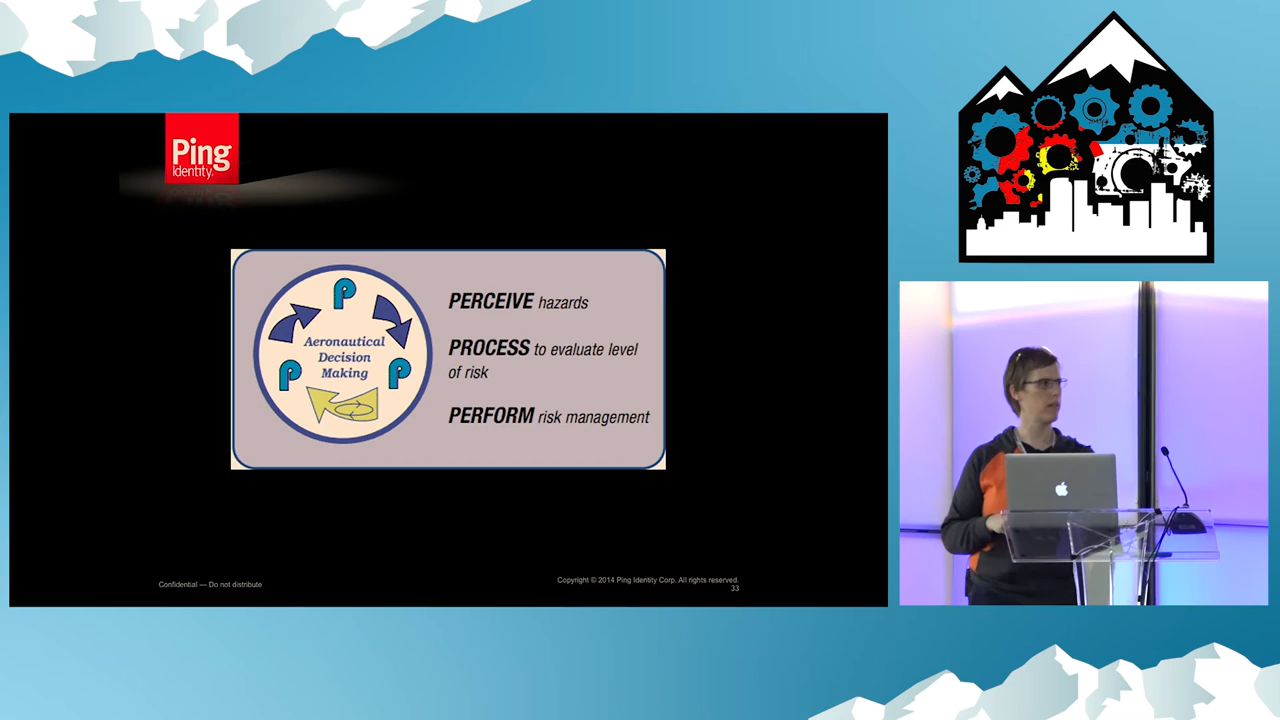 Ping
Identity.
P
P
P
Aeronautical
Decision
Making
PERCEIVE hazards
PROCESS to evaluate level
of risk
PERFORM risk management
Confidential — Do not distribute
Copyright © 2014 Ping Identity Corp. All rights reserved.
33